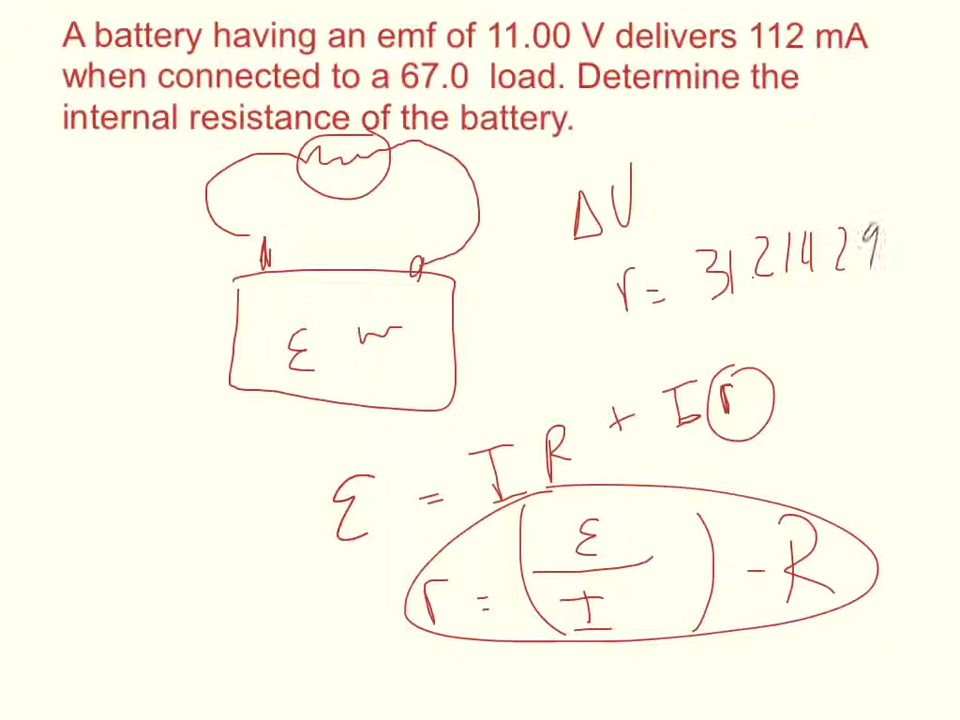 A battery having an emf of 11.00 V delivers 112 mA
when connected to a 67.0 load. Determine the
internal resistance of the battery.
ΔV
r = 31.21429
ε
ε = IR + Ir
r = (ε/I) - R